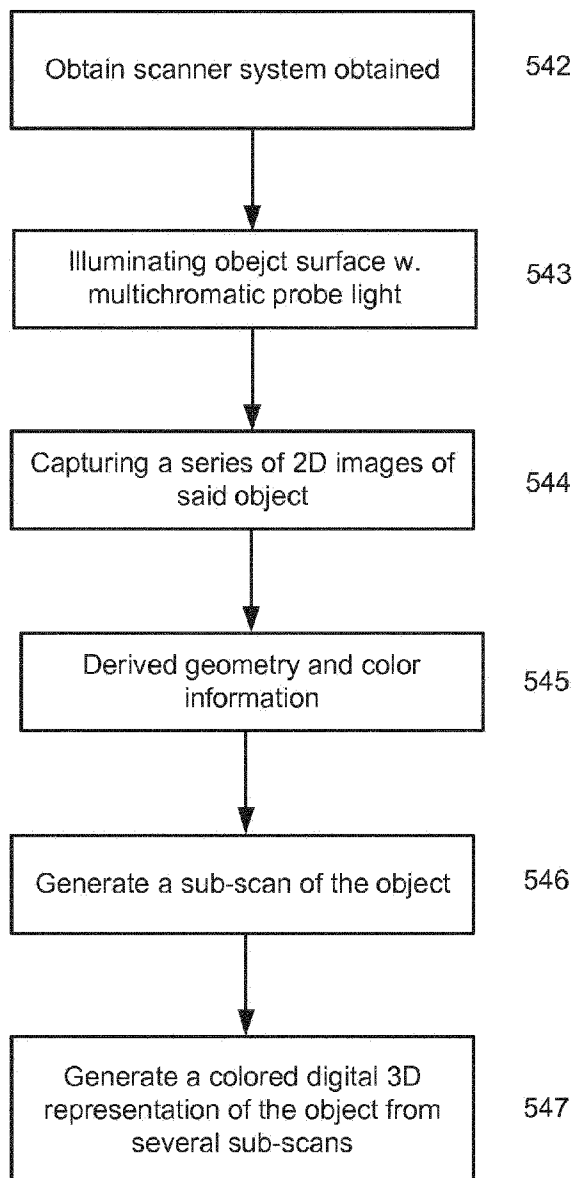 Obtain scanner system obtained
542
Illuminating obejct surface w.
multichromatic probe light
543
Capturing a series of 2D images of
said object
544
Derived geometry and color
information
545
Generate a sub-scan of the object
546
Generate a colored digital 3D
representation of the object from
several sub-scans
547